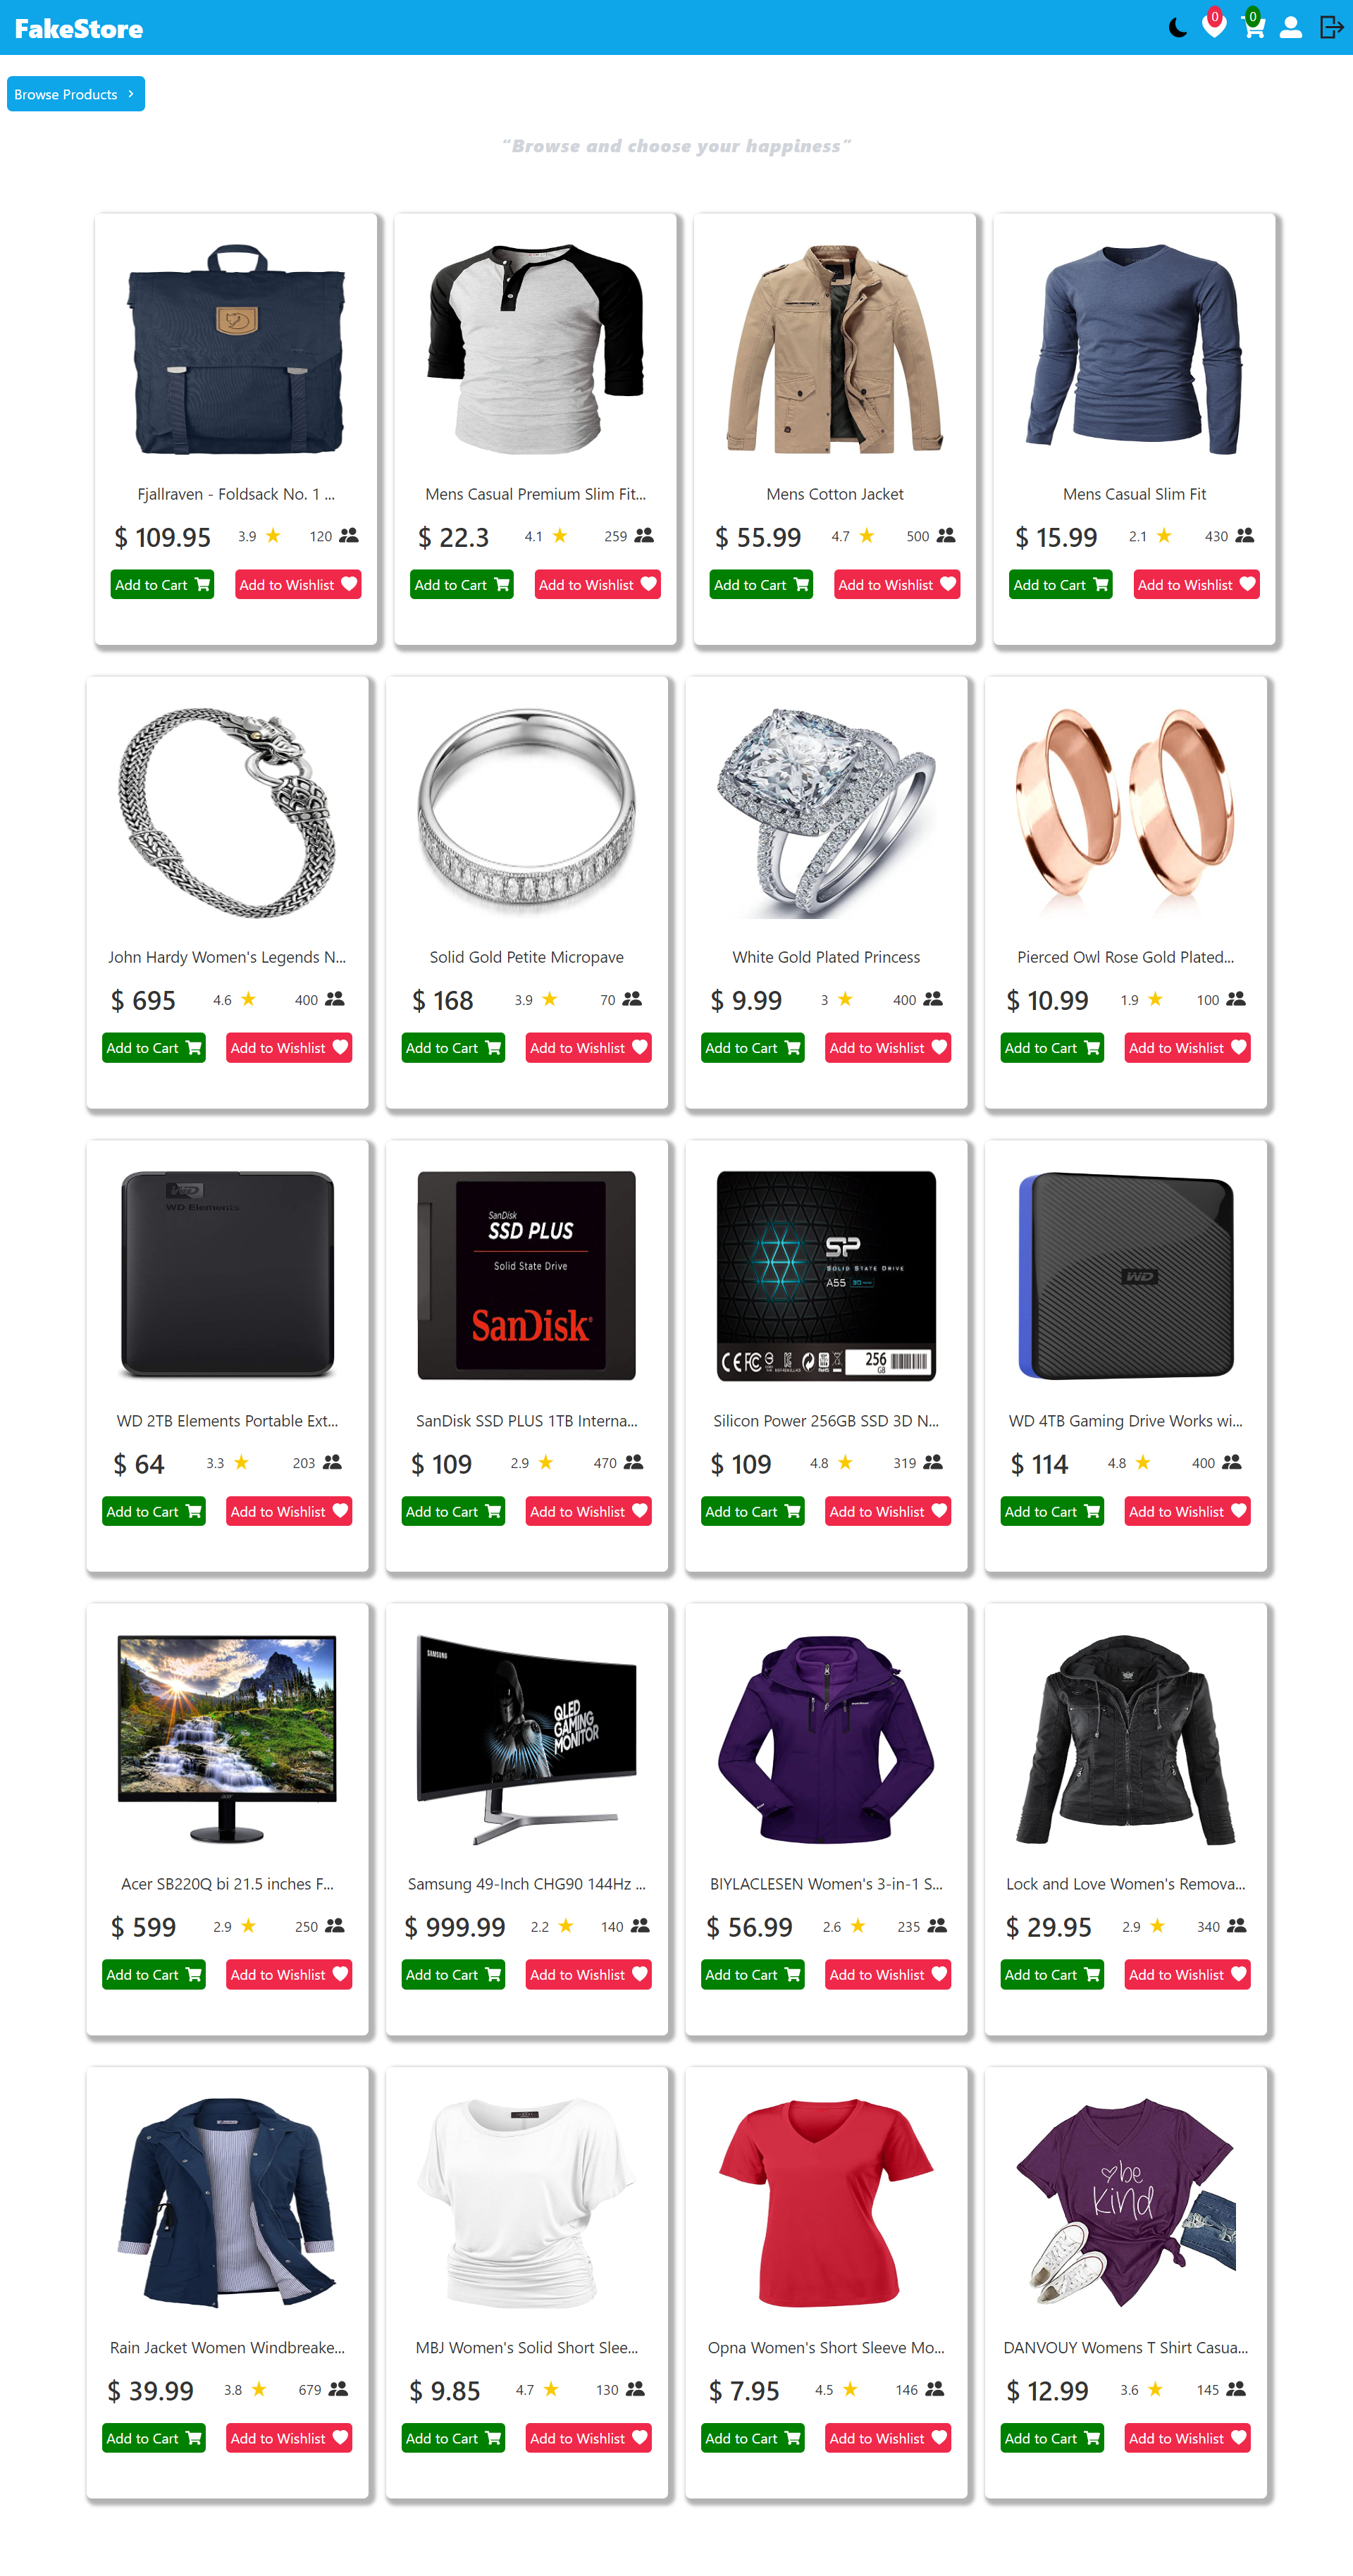 FakeStore
0
0
Browse Products
“Browse and choose your happiness”
Fjallraven - Foldsack No. 1 ...
$ 109.95 3.9 120
Add to Cart Add to Wishlist
Mens Casual Premium Slim Fit...
$ 22.3 4.1 259
Add to Cart Add to Wishlist
Mens Cotton Jacket
$ 55.99 4.7 500
Add to Cart Add to Wishlist
Mens Casual Slim Fit
$ 15.99 2.1 430
Add to Cart Add to Wishlist
John Hardy Women's Legends N...
$ 695 4.6 400
Add to Cart Add to Wishlist
Solid Gold Petite Micropave
$ 168 3.9 70
Add to Cart Add to Wishlist
White Gold Plated Princess
$ 9.99 3 400
Add to Cart Add to Wishlist
Pierced Owl Rose Gold Plated...
$ 10.99 1.9 100
Add to Cart Add to Wishlist
WD
WD Elements
WD 2TB Elements Portable Ext...
$ 64 3.3 203
Add to Cart Add to Wishlist
SanDisk
SSD PLUS
Solid State Drive
SanDisk
SanDisk SSD PLUS 1TB Interna...
$ 109 2.9 470
Add to Cart Add to Wishlist
SP
SOLID STATE DRIVE
A55
256
GB
Silicon Power 256GB SSD 3D N...
$ 109 4.8 319
Add to Cart Add to Wishlist
WD
WD 4TB Gaming Drive Works wi...
$ 114 4.8 400
Add to Cart Add to Wishlist
acer
Acer SB220Q bi 21.5 inches F...
$ 599 2.9 250
Add to Cart Add to Wishlist
SAMSUNG
QLED
GAMING
MONITOR
Samsung 49-Inch CHG90 144Hz ...
$ 999.99 2.2 140
Add to Cart Add to Wishlist
BIYLACLESEN Women's 3-in-1 S...
$ 56.99 2.6 235
Add to Cart Add to Wishlist
Lock and Love Women's Remova...
$ 29.95 2.9 340
Add to Cart Add to Wishlist
Rain Jacket Women Windbreake...
$ 39.99 3.8 679
Add to Cart Add to Wishlist
MBJ Women's Solid Short Slee...
$ 9.85 4.7 130
Add to Cart Add to Wishlist
Opna Women's Short Sleeve Mo...
$ 7.95 4.5 146
Add to Cart Add to Wishlist
be
kind
DANVOUY Womens T Shirt Casua...
$ 12.99 3.6 145
Add to Cart Add to Wishlist